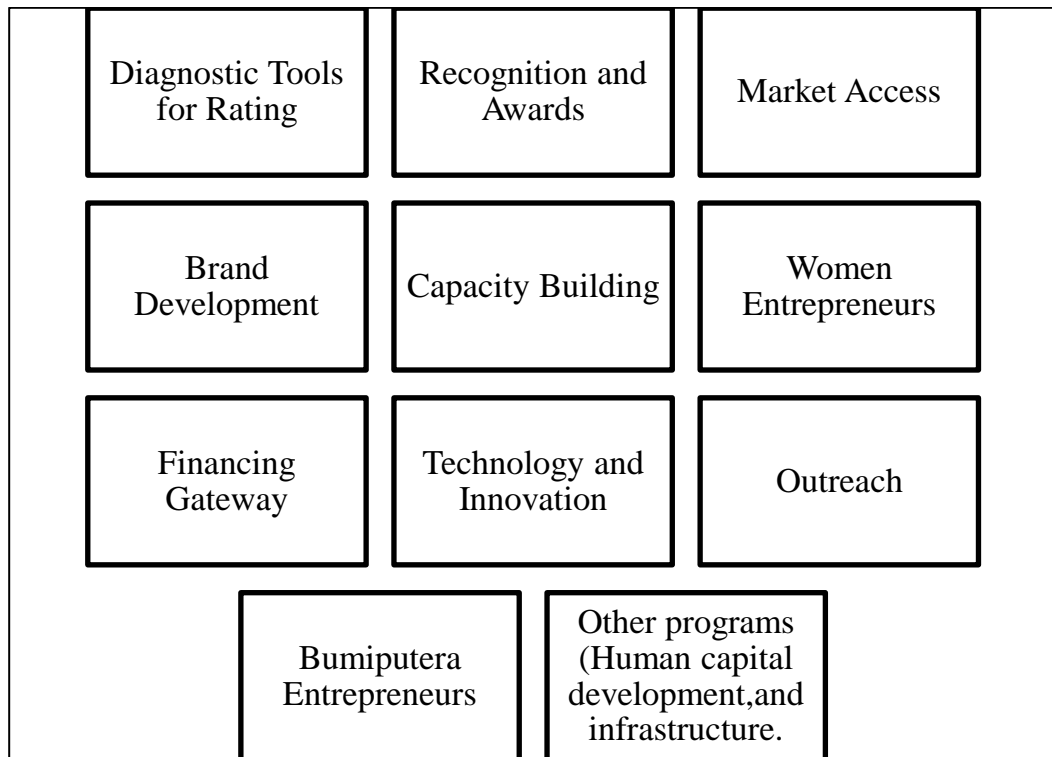 Diagnostic Tools
for Rating
Recognition and
Awards
Market Access
Brand
Development
Capacity Building
Women
Entrepreneurs
Financing
Gateway
Technology and
Innovation
Outreach
Bumiputera
Entrepreneurs
Other programs
(Human capital
development,and
infrastructure.